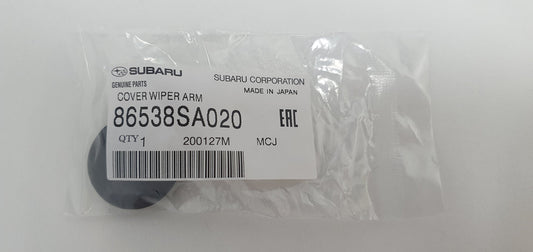 SUBARU SUBARU CORPORATION
GENUINE PARTS MADE IN JAPAN
COVER WIPER ARM
86538SA020 EAC
QTY 1 200127M MCJ